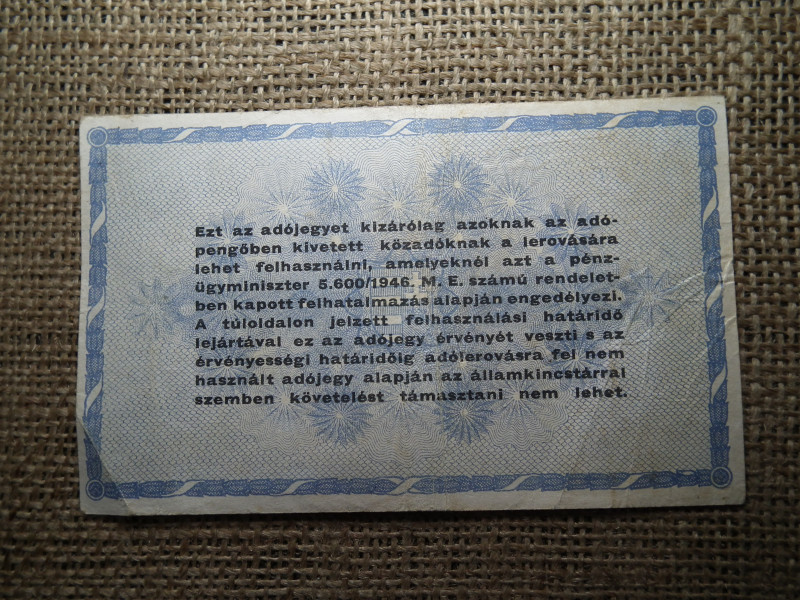 Ezt az adójegyet kizárólag azoknak az adó-
pengőben kivetett közadóknak a lerovására
lehet felhasználni, amelyeknél azt a pénz-
ügyminiszter 5.600/1946. M. E. számú rendelet-
ben kapott felhatalmazás alapján engedélyezi.
A túloldalon jelzett felhasználási határidő
lejártával ez az adójegy érvényét veszti s az
érvényességi határidőig adólerovásra fel nem
használt adójegy alapján az államkincstárral
szemben követelést támasztani nem lehet.